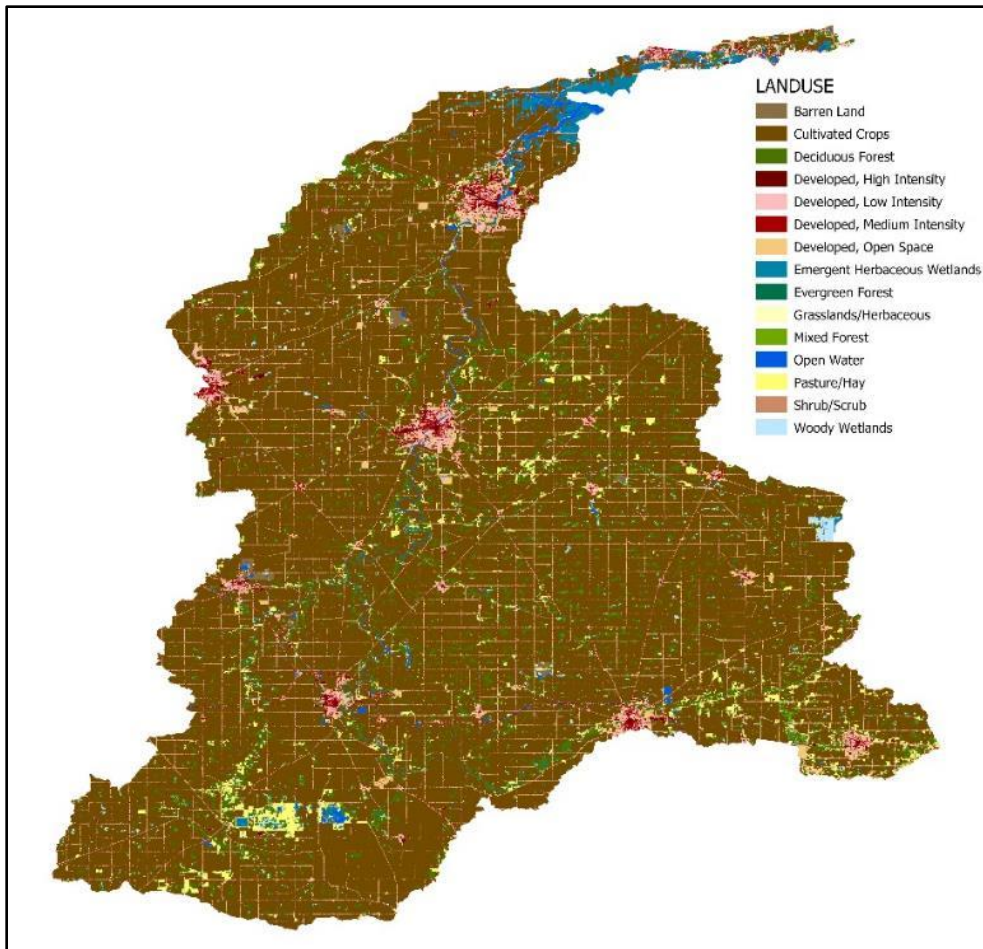 LANDUSE
Barren Land
Cultivated Crops
Deciduous Forest
Developed, High Intensity
Developed, Low Intensity
Developed, Medium Intensity
Developed, Open Space
Emergent Herbaceous Wetlands
Evergreen Forest
Grasslands/Herbaceous
Mixed Forest
Open Water
Pasture/Hay
Shrub/Scrub
Woody Wetlands